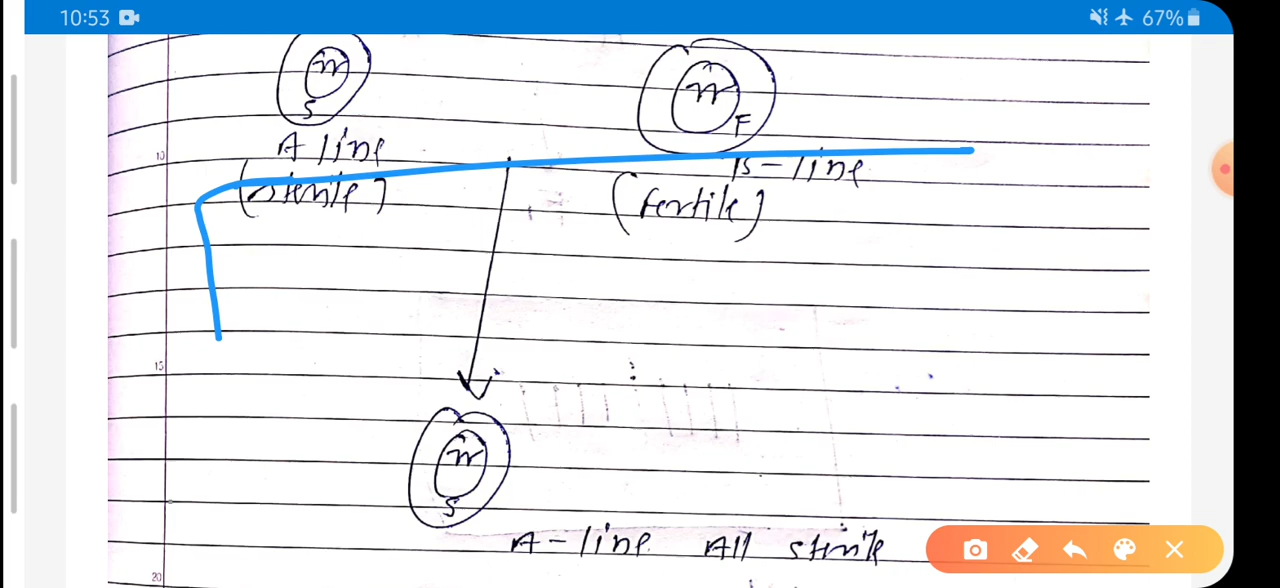 10:53 67%
rr rr
S F
10
A line B-line
(sterile) (fertile)
15
rr
S
A-line All sterile
20